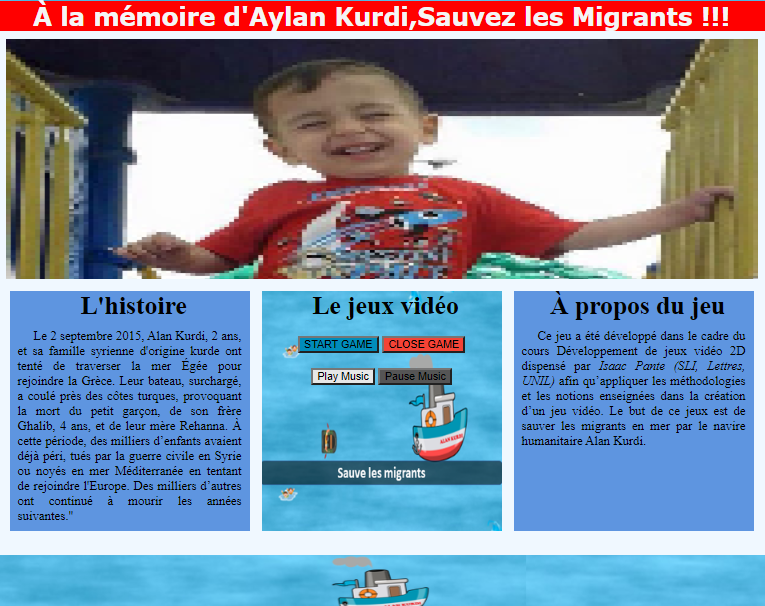 À la mémoire d'Aylan Kurdi,Sauvez les Migrants !!!
L'histoire
Le 2 septembre 2015, Alan Kurdi, 2 ans,
et sa famille syrienne d'origine kurde ont
tenté de traverser la mer Égée pour
rejoindre la Grèce. Leur bateau, surchargé,
a coulé près des côtes turques, provoquant
la mort du petit garçon, de son frère
Ghalib, 4 ans, et de leur mère Rehanna. À
cette période, des milliers d’enfants avaient
déjà péri, tués par la guerre civile en Syrie
ou noyés en mer Méditerranée en tentant
de rejoindre l'Europe. Des milliers d’autres
ont continué à mourir les années
suivantes."
Le jeux vidéo
START GAME CLOSE GAME
Play Music Pause Music
ALAN KURDI
Sauve les migrants
À propos du jeu
Ce jeu a été développé dans le cadre du
cours Développement de jeux vidéo 2D
dispensé par Isaac Pante (SLI, Lettres,
UNIL) afin qu’appliquer les méthodologies
et les notions enseignées dans la création
d’un jeu vidéo. Le but de ce jeux est de
sauver les migrants en mer par le navire
humanitaire Alan Kurdi.